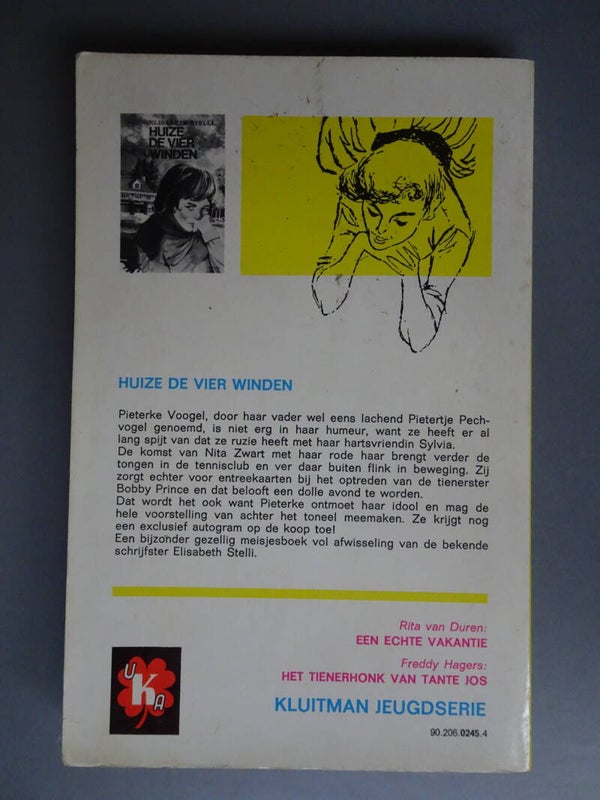 ELISABETH STELLI
HUIZE
DE VIER
WINDEN
HUIZE DE VIER WINDEN
Pieterke Voogel, door haar vader wel eens lachend Pietertje Pech-
vogel genoemd, is niet erg in haar humeur, want ze heeft er al
lang spijt van dat ze ruzie heeft met haar hartsvriendin Sylvia.
De komst van Nita Zwart met haar rode haar brengt verder de
tongen in de tennisclub en ver daar buiten flink in beweging. Zij
zorgt echter voor entreekaarten bij het optreden van de tienerster
Bobby Prince en dat belooft een dolle avond te worden.
Dat wordt het ook want Pieterke ontmoet haar idool en mag de
hele voorstelling van achter het toneel meemaken. Ze krijgt nog
een exclusief autogram op de koop toe!
Een bijzonder gezellig meisjesboek vol afwisseling van de bekende
schrijfster Elisabeth Stelli.
Rita van Duren:
EEN ECHTE VAKANTIE
Freddy Hagers:
HET TIENERHONK VAN TANTE JOS
UKA
KLUITMAN JEUGDSERIE
90.206.0245.4